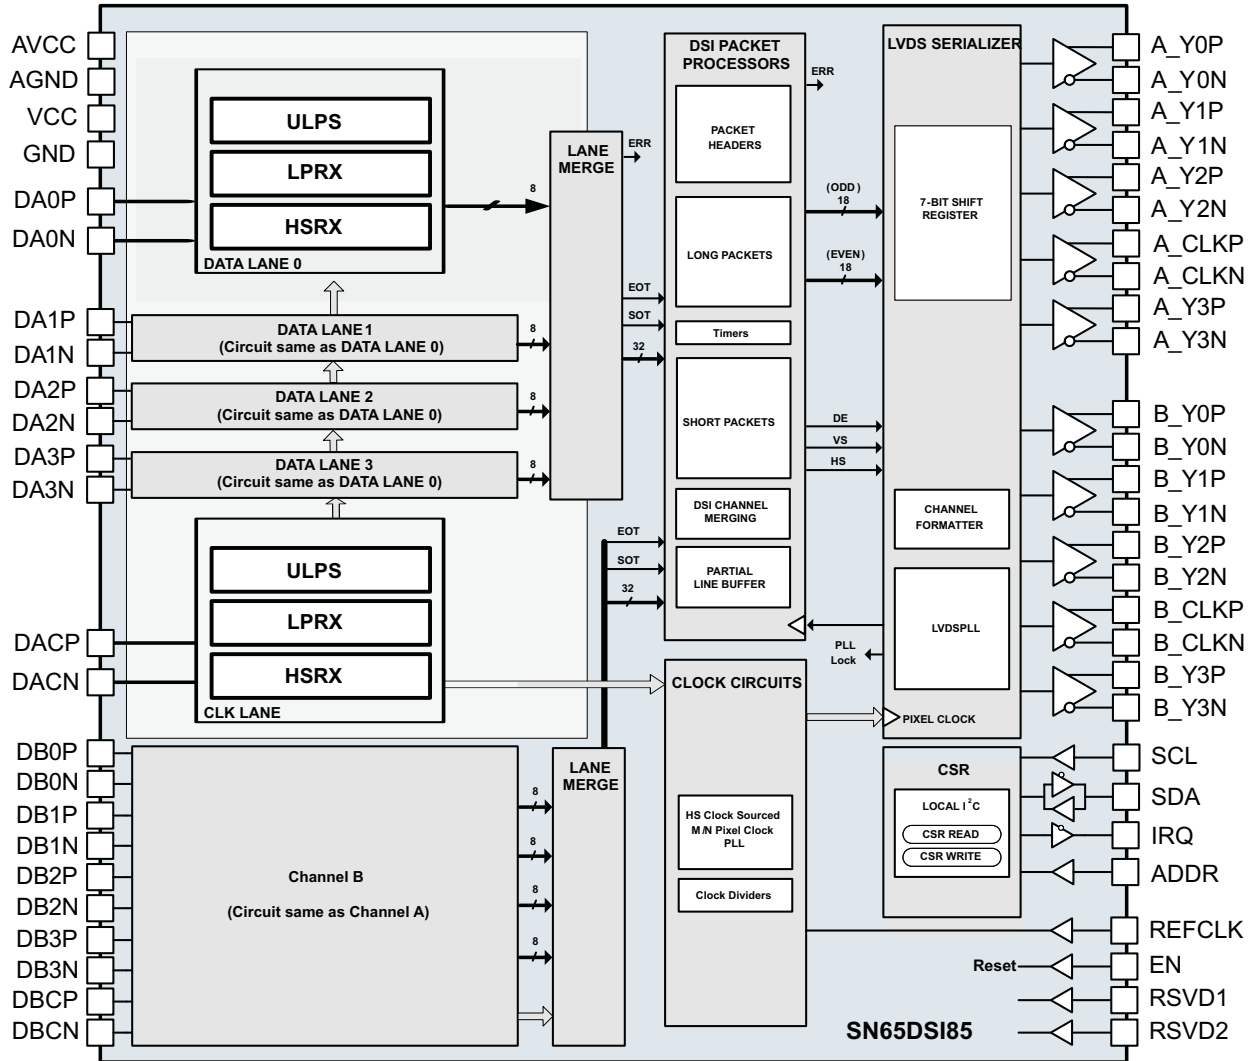 AVCC
AGND
VCC
GND
DA0P
DA0N
DA1P
DA1N
DA2P
DA2N
DA3P
DA3N
DACP
DACN
DB0P
DB0N
DB1P
DB1N
DB2P
DB2N
DB3P
DB3N
DBCP
DBCN
ULPS
LPRX
HSRX
DATA LANE 0
8
DATA LANE 1
(Circuit same as DATA LANE 0)
8
DATA LANE 2
(Circuit same as DATA LANE 0)
8
DATA LANE 3
(Circuit same as DATA LANE 0)
8
ULPS
LPRX
HSRX
CLK LANE
Channel B
(Circuit same as Channel A)
8
8
8
8
LANE
MERGE
ERR
EOT
SOT
32
LANE
MERGE
EOT
SOT
32
DSI PACKET
PROCESSORS
ERR
PACKET
HEADERS
LONG PACKETS
Timers
SHORT PACKETS
DSI CHANNEL
MERGING
PARTIAL
LINE BUFFER
(ODD)
18
(EVEN)
18
DE
VS
HS
PLL
Lock
CLOCK CIRCUITS
HS Clock Sourced
M/N Pixel Clock
PLL
Clock Dividers
LVDS SERIALIZER
7-BIT SHIFT
REGISTER
CHANNEL
FORMATTER
LVDSPLL
PIXEL CLOCK
CSR
LOCAL I2C
CSR READ
CSR WRITE
Reset
SN65DSI85
A_Y0P
A_Y0N
A_Y1P
A_Y1N
A_Y2P
A_Y2N
A_CLKP
A_CLKN
A_Y3P
A_Y3N
B_Y0P
B_Y0N
B_Y1P
B_Y1N
B_Y2P
B_Y2N
B_CLKP
B_CLKN
B_Y3P
B_Y3N
SCL
SDA
IRQ
ADDR
REFCLK
EN
RSVD1
RSVD2